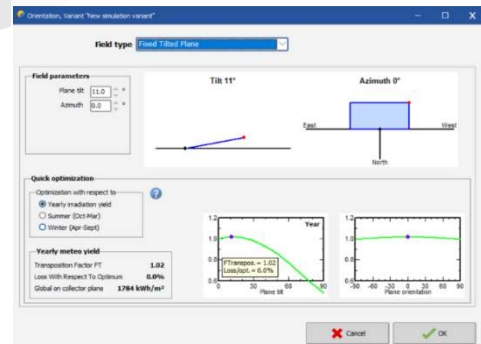 Orientation, Variant "New simulation variant"
Field type Fixed Tilted Plane
Field parameters
Plane tilt 11.0 °
Azimuth 0.0 °
Tilt 11°
Azimuth 0°
East West
North
Quick optimization
Optimization with respect to
Yearly irradiation yield
Summer (Oct-Mar)
Winter (Apr-Sept)
?
Yearly meteo yield
Transposition Factor FT 1.02
Loss With Respect To Optimum 0.0%
Global on collector plane 1784 kWh/m²
Year
1.2
1.0
0.8
0.6
FTranspos. = 1.02
Loss/opt. = 0.0%
0 30 60 90
Plane tilt
1.2
1.0
0.8
0.6
-90 -60 -30 0 30 60 90
Plane orientation
Cancel
OK